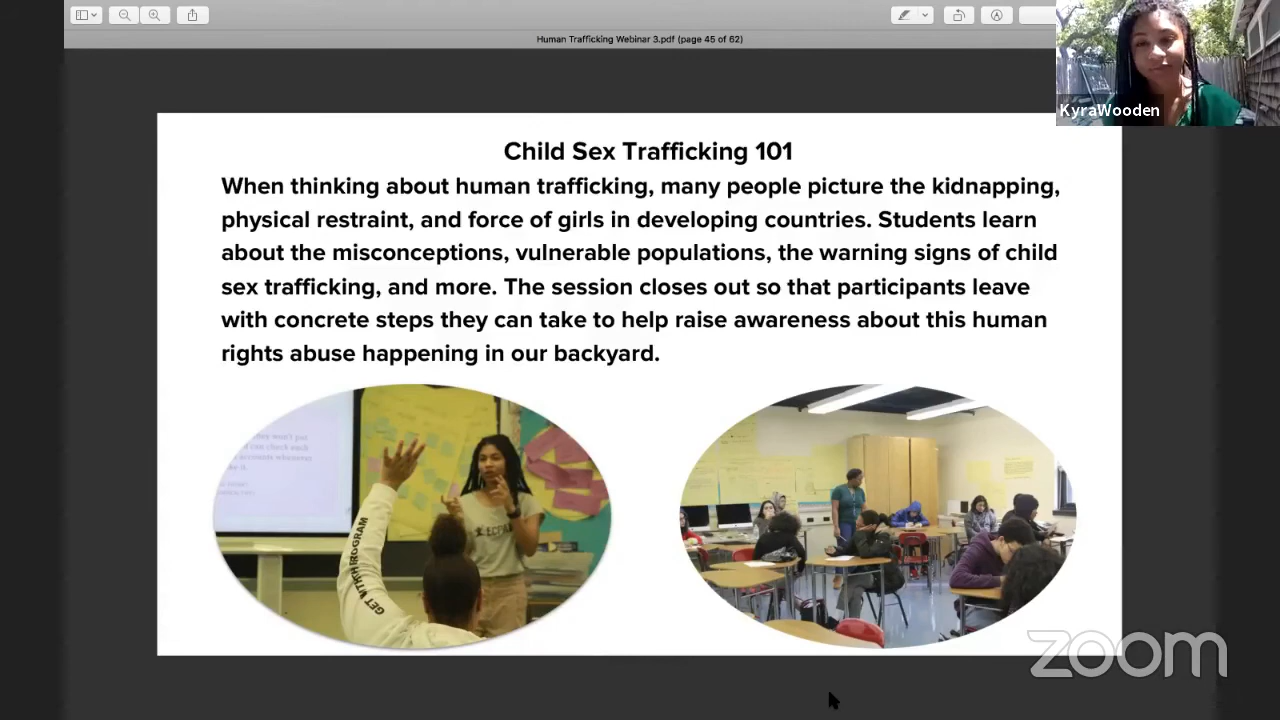 Human Trafficking Webinar 3.pdf (page 45 of 62)
KyraWooden
Child Sex Trafficking 101
When thinking about human trafficking, many people picture the kidnapping,
physical restraint, and force of girls in developing countries. Students learn
about the misconceptions, vulnerable populations, the warning signs of child
sex trafficking, and more. The session closes out so that participants leave
with concrete steps they can take to help raise awareness about this human
rights abuse happening in our backyard.
GET WITH PROGRAM
zoom